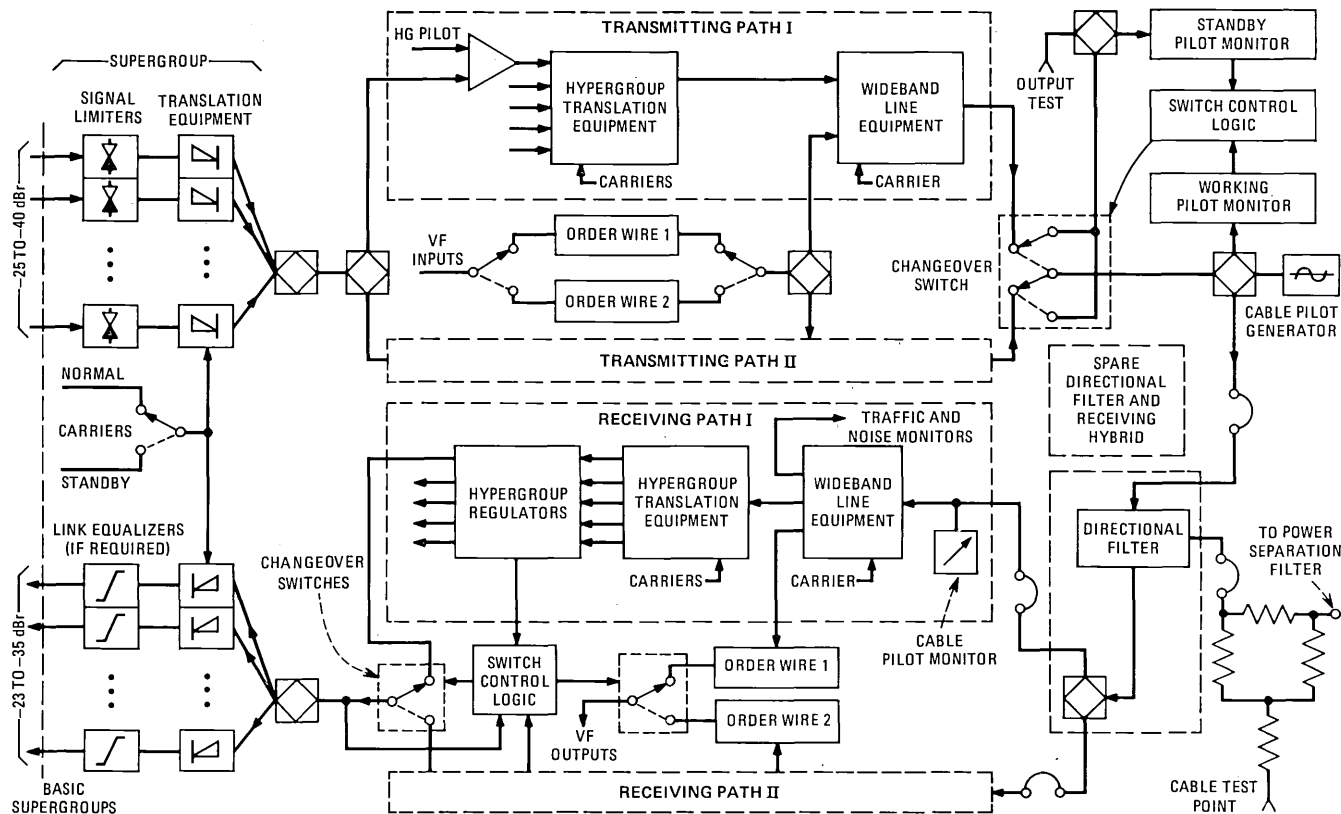 TRANSMITTING PATH I
HG PILOT
SUPERGROUP
SIGNAL
LIMITERS
TRANSLATION
EQUIPMENT
HYPERGROUP
TRANSLATION
EQUIPMENT
WIDEBAND
LINE
EQUIPMENT
CARRIERS
CARRIER
OUTPUT
TEST
STANDBY
PILOT MONITOR
SWITCH CONTROL
LOGIC
WORKING
PILOT MONITOR
-25 TO -40 dBr
VF
INPUTS
ORDER WIRE 1
ORDER WIRE 2
CHANGEOVER
SWITCH
CABLE PILOT
GENERATOR
TRANSMITTING PATH II
NORMAL
CARRIERS
STANDBY
SPARE
DIRECTIONAL
FILTER AND
RECEIVING
HYBRID
RECEIVING PATH I
TRAFFIC AND
NOISE MONITORS
HYPERGROUP
REGULATORS
HYPERGROUP
TRANSLATION
EQUIPMENT
WIDEBAND
LINE
EQUIPMENT
CARRIERS
CARRIER
CABLE
PILOT MONITOR
DIRECTIONAL
FILTER
TO POWER
SEPARATION
FILTER
LINK EQUALIZERS
(IF REQUIRED)
CHANGEOVER
SWITCHES
-23 TO -35 dBr
SWITCH
CONTROL
LOGIC
ORDER WIRE 1
ORDER WIRE 2
VF
OUTPUTS
BASIC
SUPERGROUPS
RECEIVING PATH II
CABLE TEST
POINT